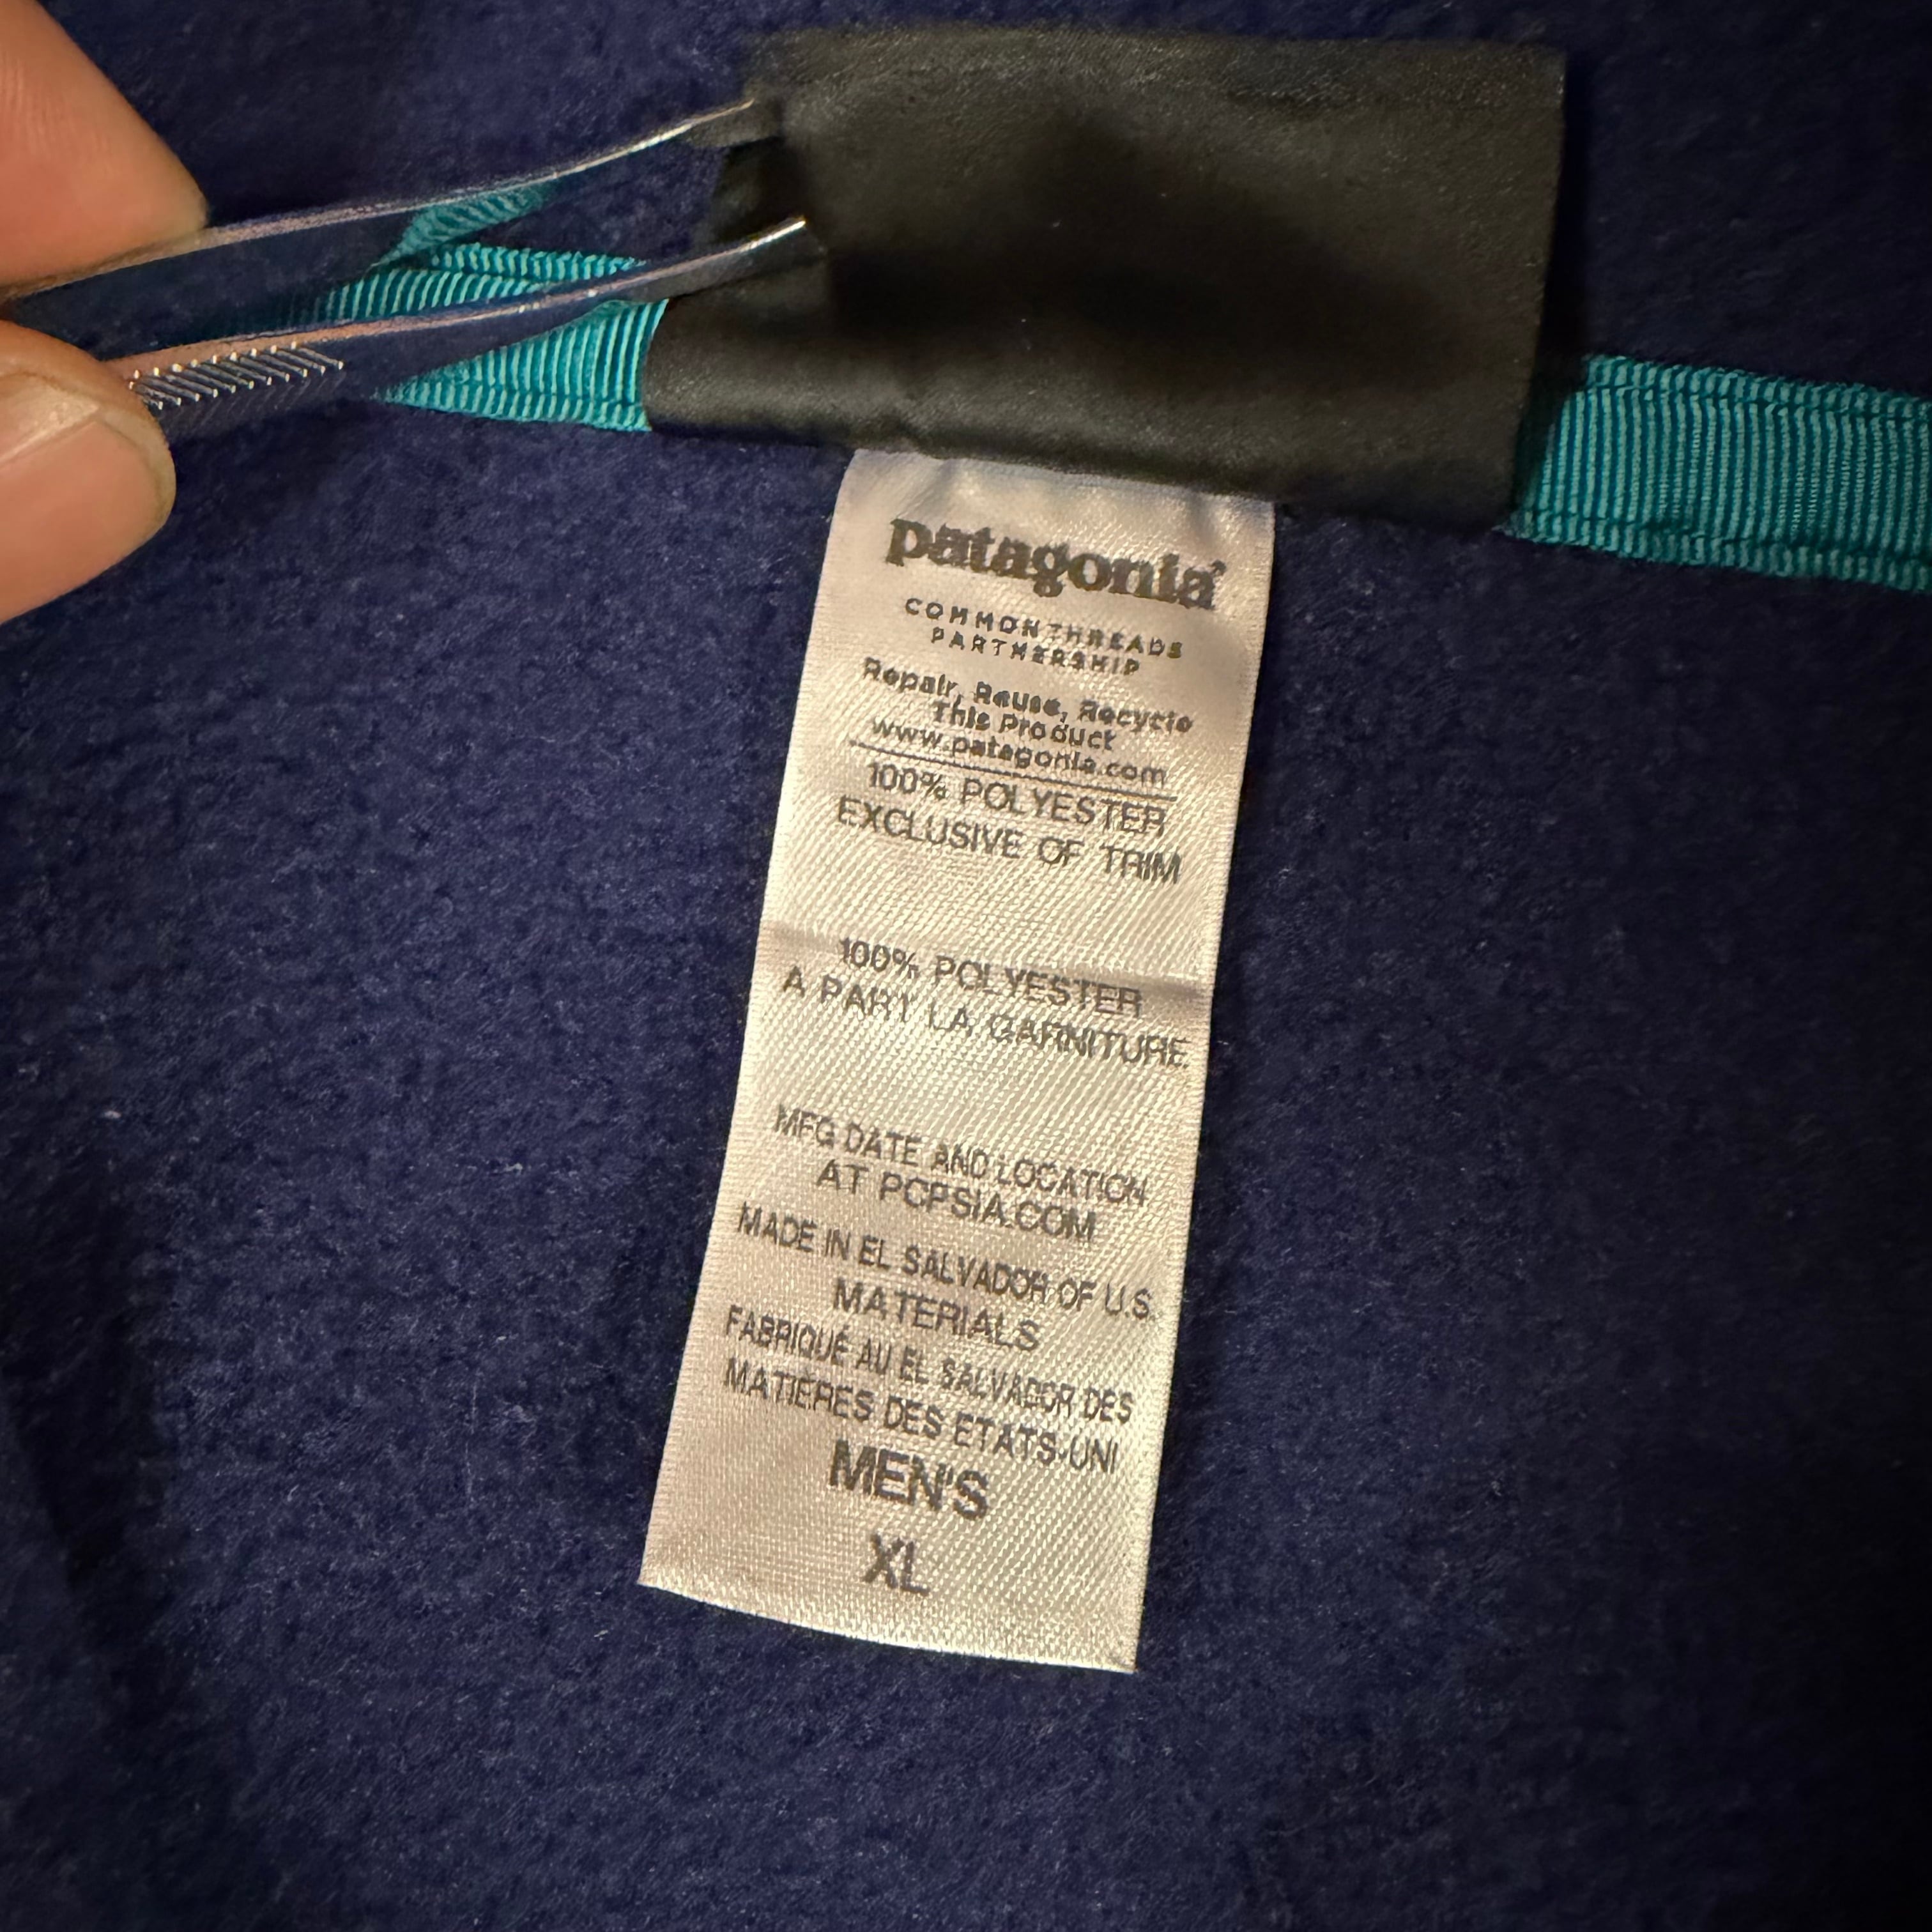 patagonia®
COMMON THREADS
PARTNERSHIP
Repair, Reuse, Recycle
This Product
www.patagonia.com
100% POLYESTER
EXCLUSIVE OF TRIM
100% POLYESTER
A PART LA GARNITURE
MFG DATE AND LOCATION
AT PCPSIA.COM
MADE IN EL SALVADOR OF U.S.
MATERIALS
FABRIQUÉ AU EL SALVADOR DES
MATIERES DES ETATS-UNI
MEN'S
XL